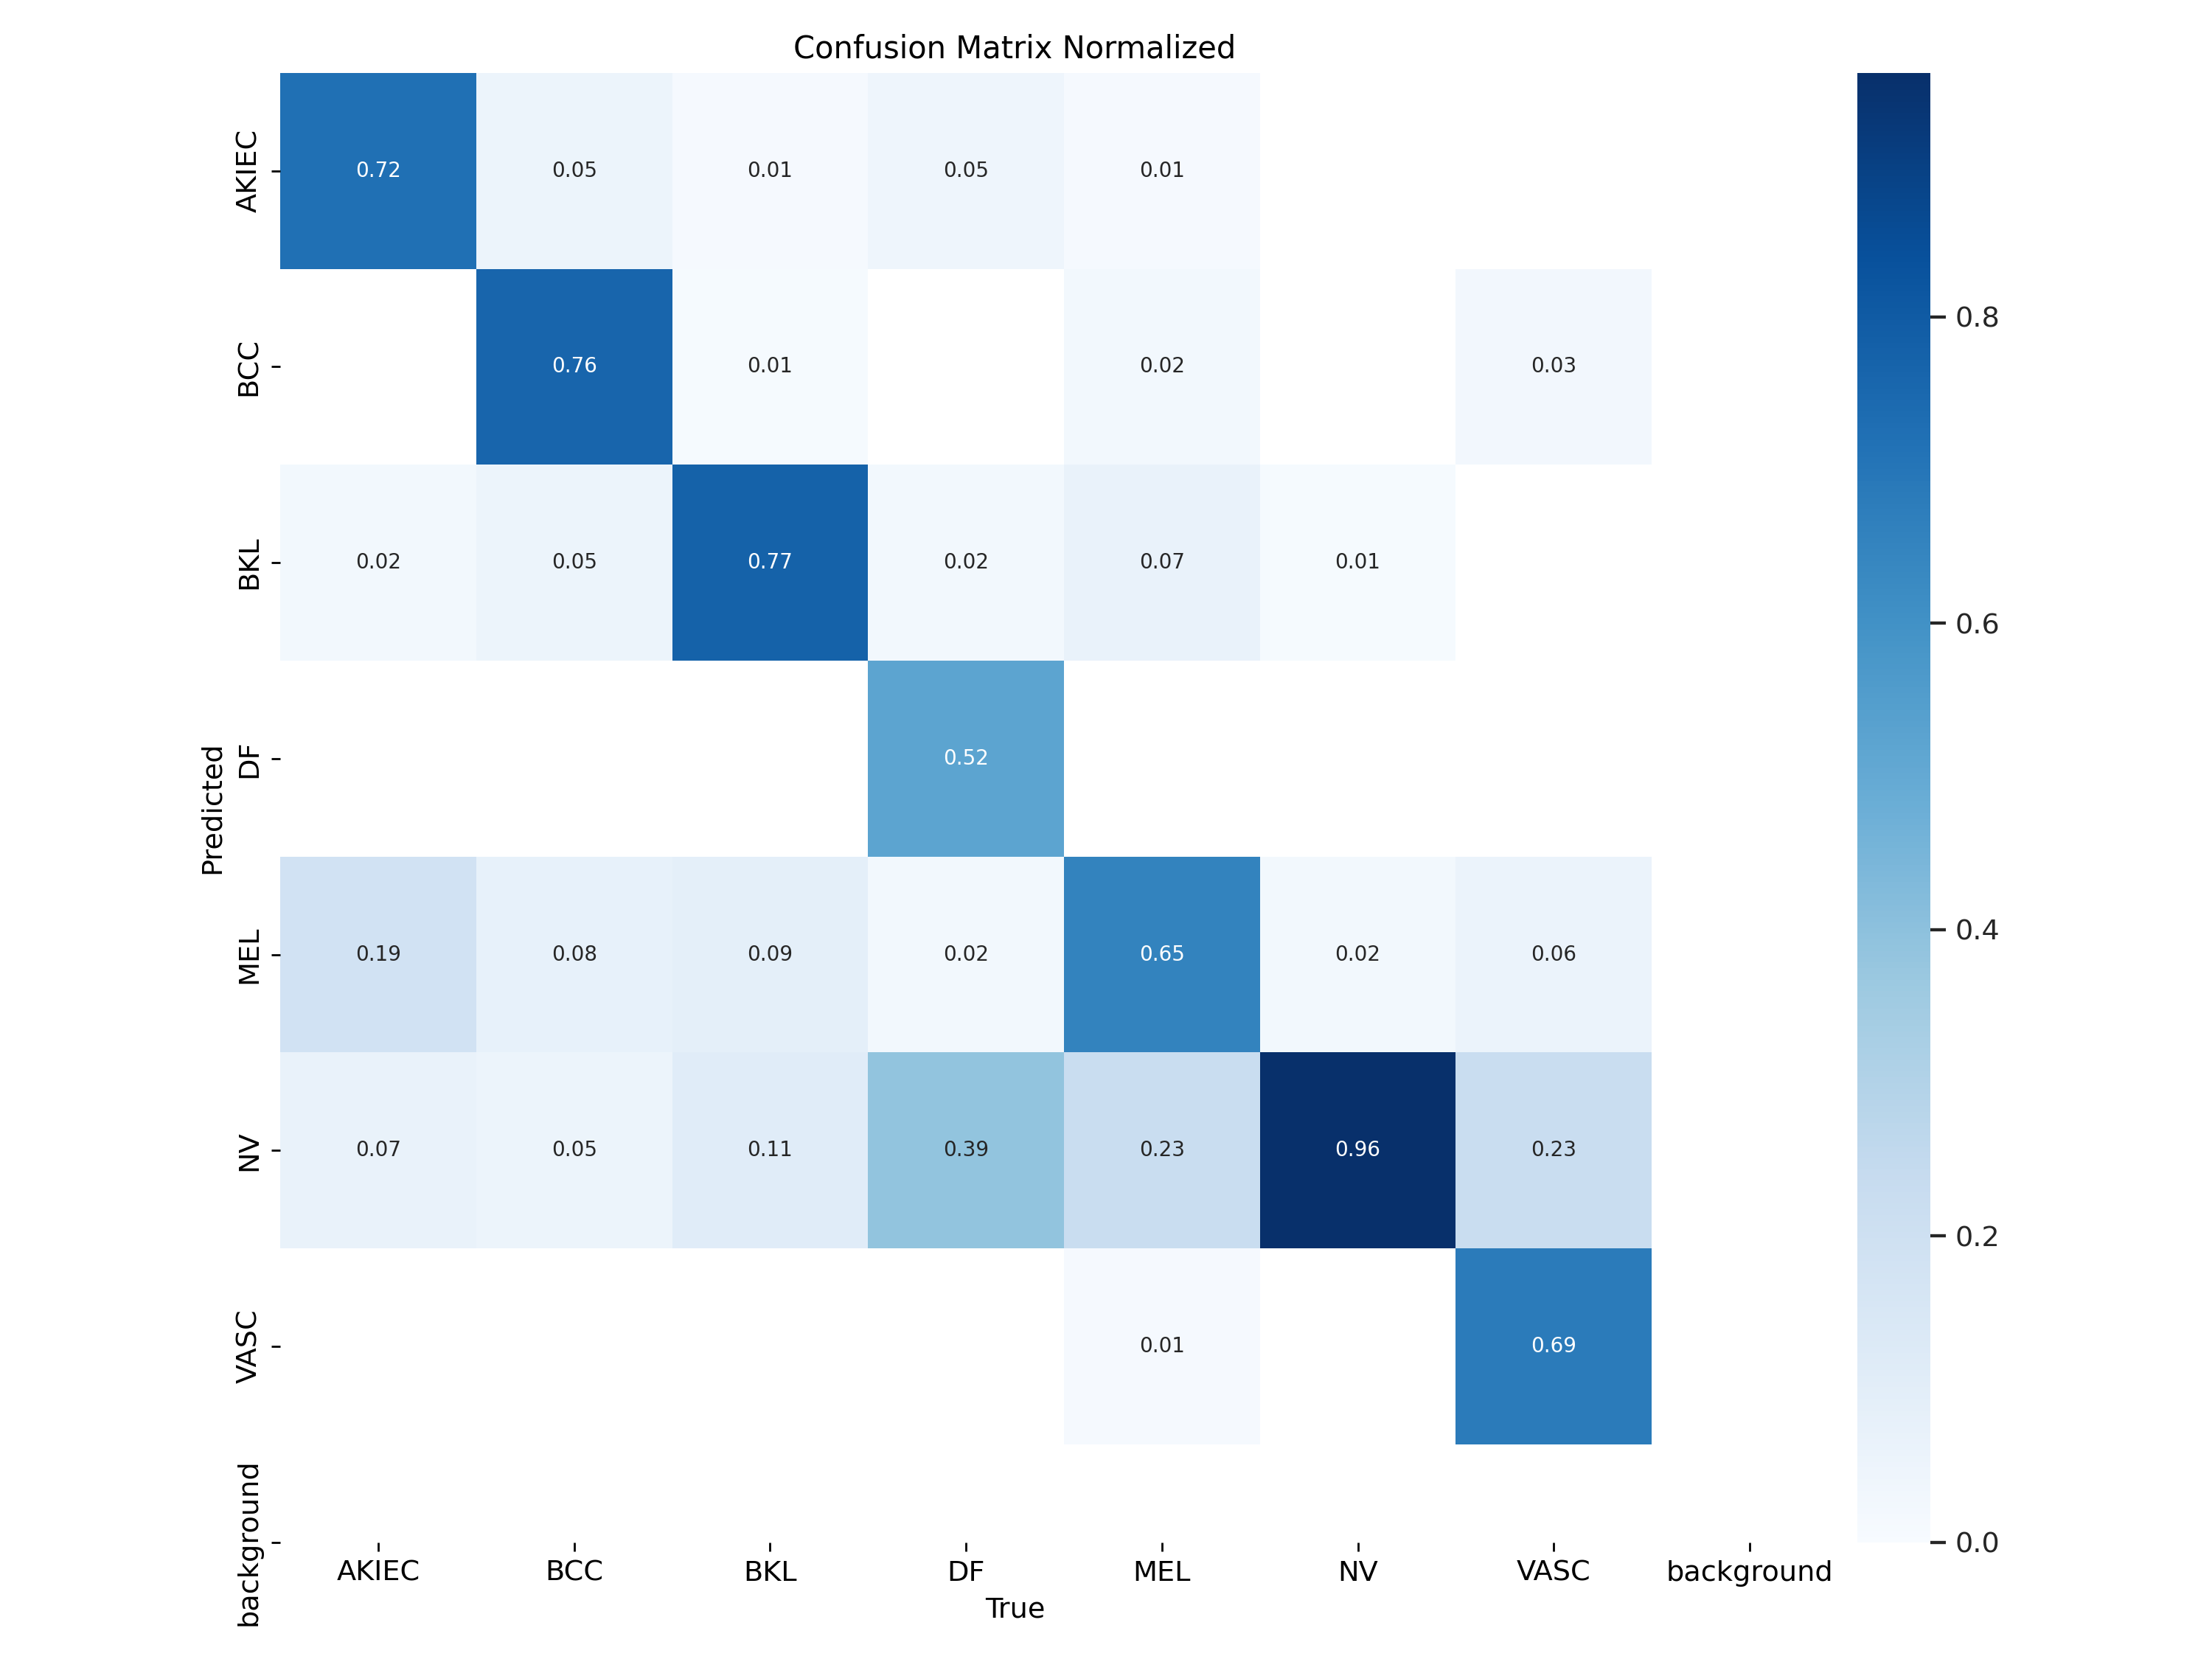 Confusion Matrix Normalized
AKIEC
0.72 0.05 0.01 0.05 0.01
BCC
0.76 0.01 0.02 0.03
BKL
0.02 0.05 0.77 0.02 0.07 0.01
DF
0.52
MEL
0.19 0.08 0.09 0.02 0.65 0.02 0.06
NV
0.07 0.05 0.11 0.39 0.23 0.96 0.23
VASC
0.01 0.69
background
Predicted
AKIEC BCC BKL DF MEL NV VASC background
True
0.8
0.6
0.4
0.2
0.0